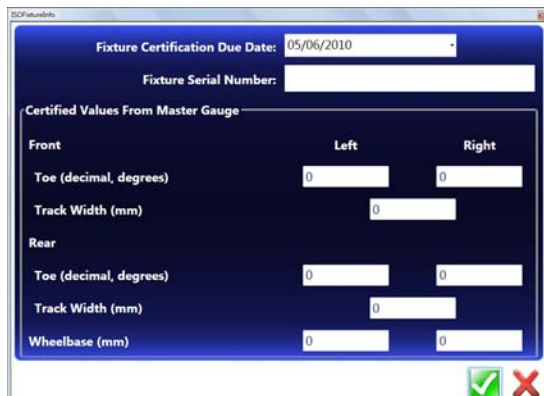 ISOFixtureInfo
Fixture Certification Due Date: 05/06/2010
Fixture Serial Number:
Certified Values From Master Gauge
Front Left Right
Toe (decimal, degrees) 0 0
Track Width (mm) 0
Rear
Toe (decimal, degrees) 0 0
Track Width (mm) 0
Wheelbase (mm) 0 0